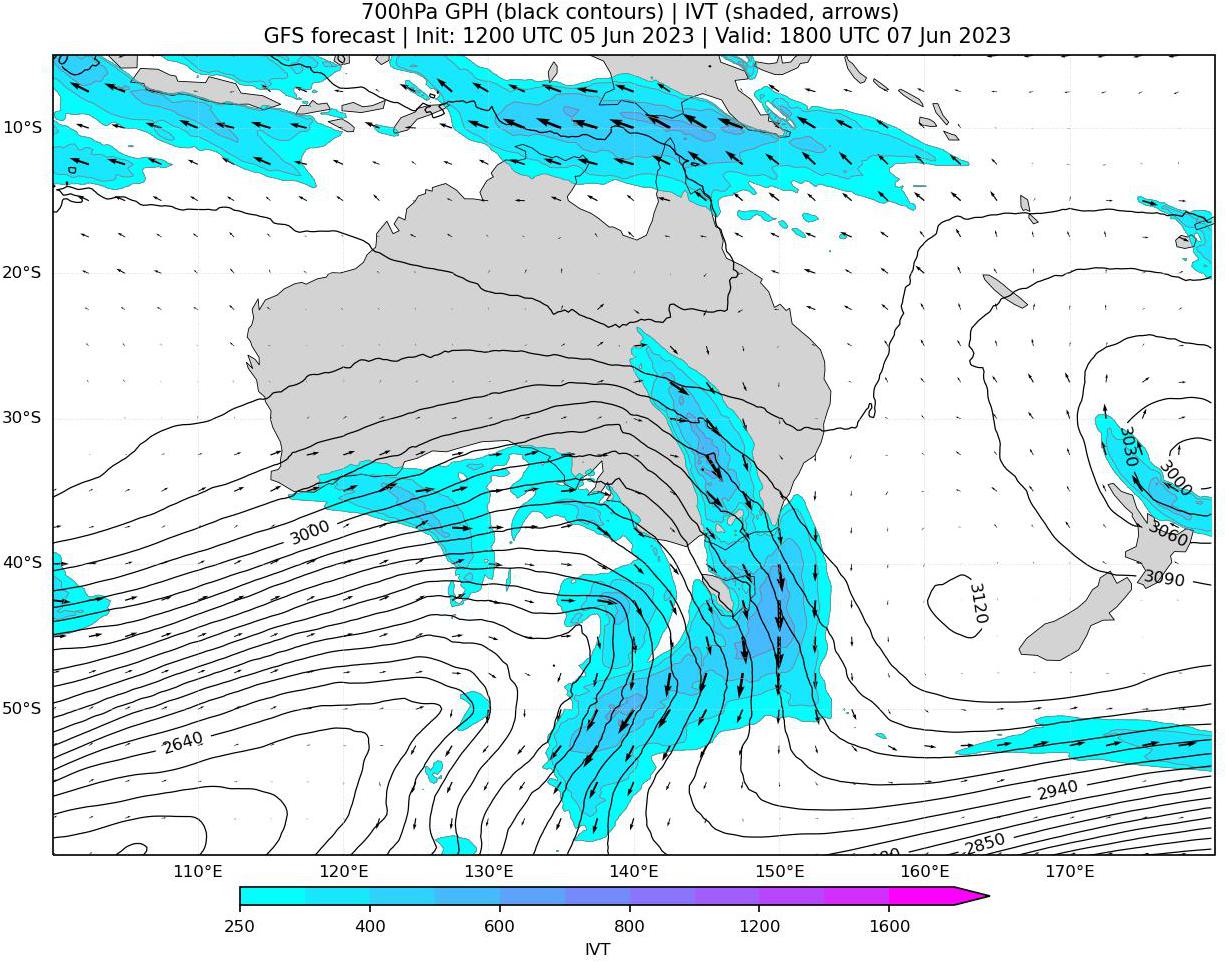 700hPa GPH (black contours) | IVT (shaded, arrows)
GFS forecast | Init: 1200 UTC 05 Jun 2023 | Valid: 1800 UTC 07 Jun 2023
10°S
20°S
30°S
3030
3000
3000
3060
40°S
3090
3120
50°S
2640
2940
2850
110°E 120°E 130°E 140°E 150°E 160°E 170°E
250 400 600 800 1200 1600
IVT